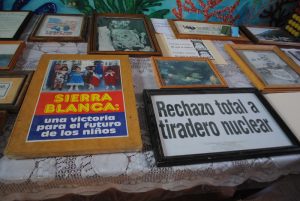 SIERRA
BLANCA:
una victoria
para el futuro
de los niños
Rechazo total a
tiradero nuclear